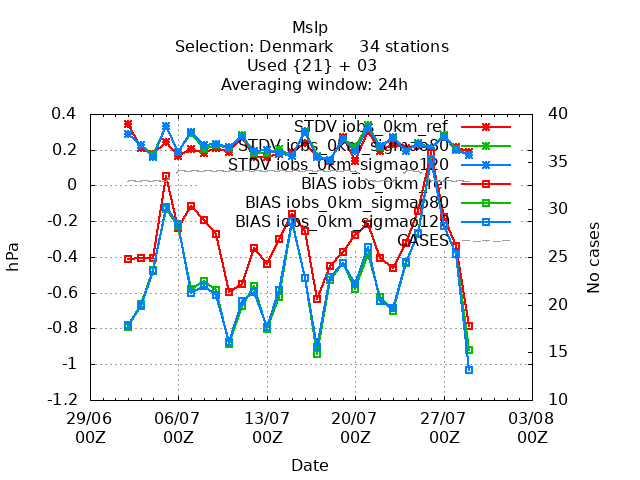 Mslp
Selection: Denmark 34 stations
Used {21} + 03
Averaging window: 24h
0.4
0.2
0
-0.2
-0.4
-0.6
-0.8
-1
-1.2
hPa
40
35
30
25
20
15
10
No cases
STDV iobs_0km_ref
STDV iobs_0km_sigmao80
STDV iobs_0km_sigmao120
BIAS iobs_0km_ref
BIAS iobs_0km_sigmao80
BIAS iobs_0km_sigmao120
CASES
29/06 06/07 13/07 20/07 27/07 03/08
00Z 00Z 00Z 00Z 00Z 00Z
Date